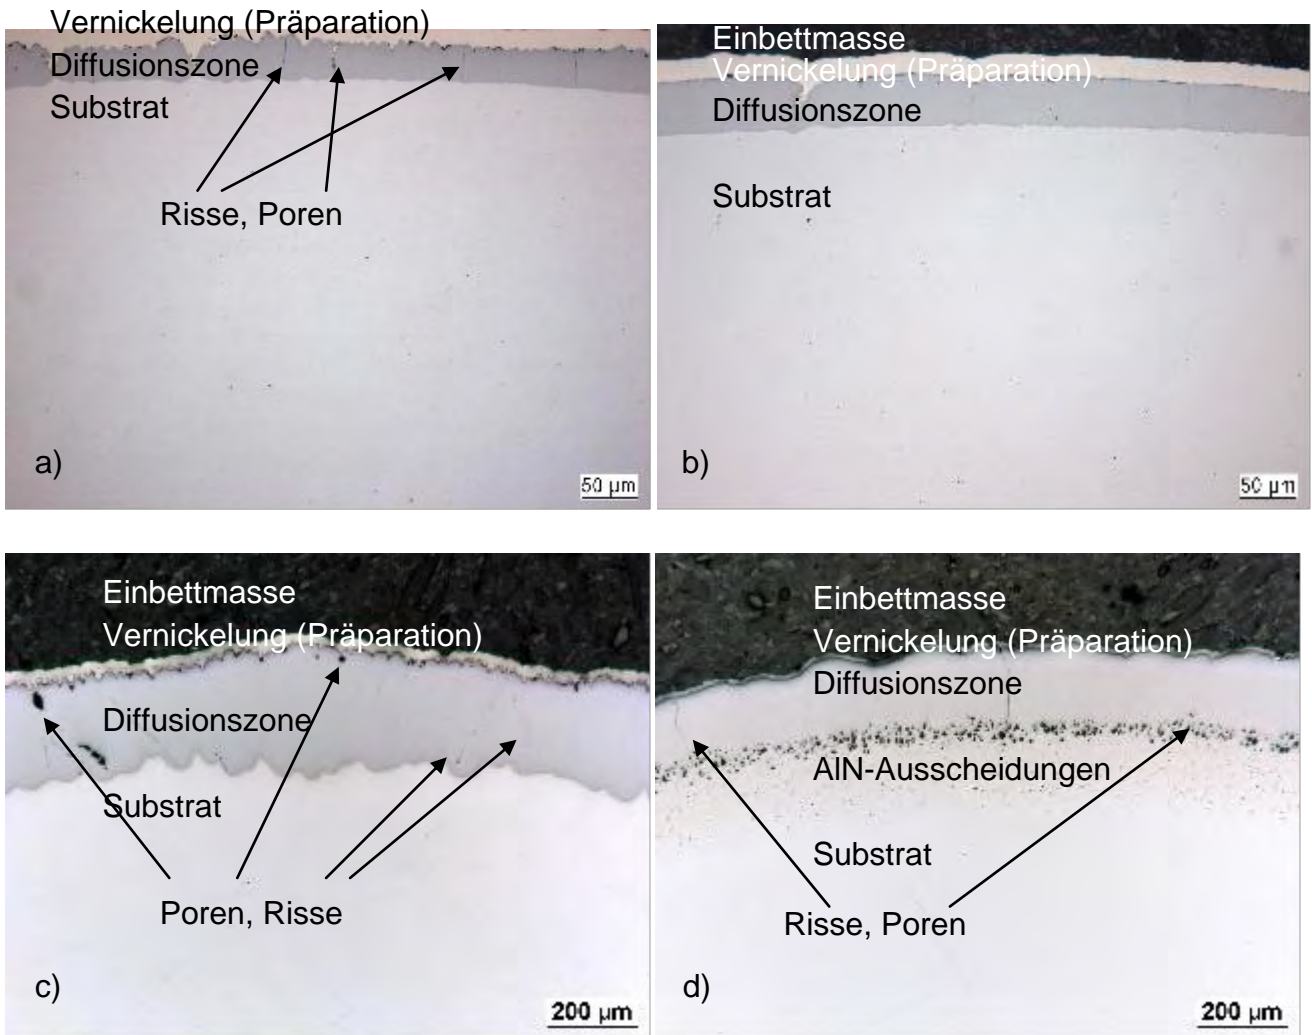 Vernickelung (Präparation)
Diffusionszone
Substrat
Risse, Poren
a)
50 µm
Einbettmasse
Vernickelung (Präparation)
Diffusionszone
Substrat
b)
50 µm
Einbettmasse
Vernickelung (Präparation)
Diffusionszone
Substrat
Poren, Risse
c)
200 µm
Einbettmasse
Vernickelung (Präparation)
Diffusionszone
AlN-Ausscheidungen
Substrat
Risse, Poren
d)
200 µm